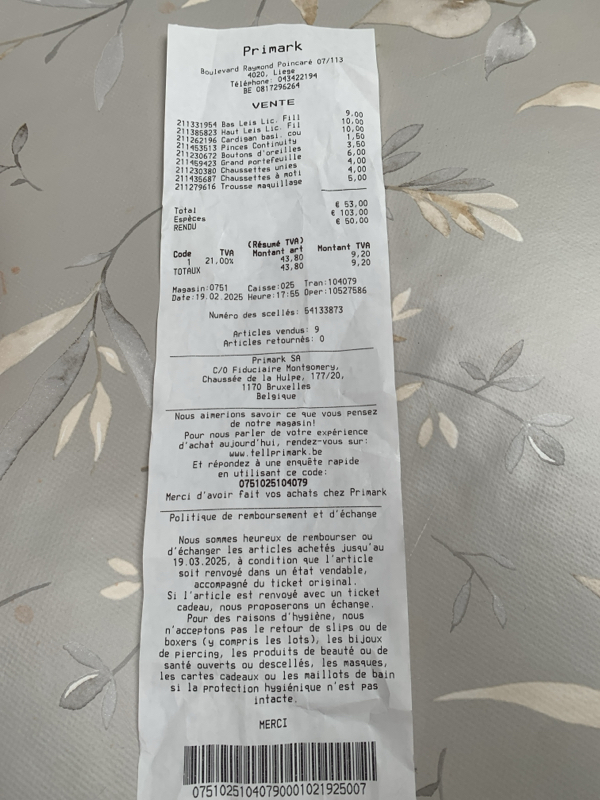 Primark
Boulevard Raymond Poincaré 07/113
4020, Liege
Téléphone: 043422194
BE 0817296264
VENTE
211331954 Bas Leis Lic. Fill 9,00
211385823 Haut Leis Lic. Fil 10,00
211262196 Cardigan basi. cou 10,00
211453513 Pinces Continuity 1,50
211230672 Boutons d'oreilles 3,50
211459423 Grand portefeuille 6,00
211230380 Chaussettes unies 4,00
211435687 Chaussettes à moti 4,00
211279616 Trousse maquillage 5,00
Total € 53,00
Espèces € 103,00
RENDU € 50,00
(Résumé TVA)
Code TVA Montant art Montant TVA
1 21,00% 43,80 9,20
TOTAUX 43,80 9,20
Magasin:0751 Caisse:025 Tran:104079
Date:19.02.2025 Heure:17:55 Oper:10527586
Numéro des scellés: 54133873
Articles vendus: 9
Articles retournés: 0
Primark SA
C/O Fiduciaire Montgomery,
Chaussée de la Hulpe, 177/20,
1170 Bruxelles
Belgique
Nous aimerions savoir ce que vous pensez
de notre magasin!
Pour nous parler de votre expérience
d'achat aujourd'hui, rendez-vous sur:
www.tellprimark.be
Et répondez à une enquête rapide
en utilisant ce code:
0751025104079
Merci d'avoir fait vos achats chez Primark
Politique de remboursement et d'échange
Nous sommes heureux de rembourser ou
d'échanger les articles achetés jusqu'au
19.03.2025, à condition que l'article
soit renvoyé dans un état vendable,
accompagné du ticket original.
Si l'article est renvoyé avec un ticket
cadeau, nous proposerons un échange.
Pour des raisons d'hygiène, nous
n'acceptons pas le retour de slips ou de
boxers (y compris les lots), les bijoux
de piercing, les produits de beauté ou de
santé ouverts ou descellés, les masques,
les cartes cadeaux ou les maillots de bain
si la protection hygiénique n'est pas
intacte.
MERCI
07510251040790001021925007